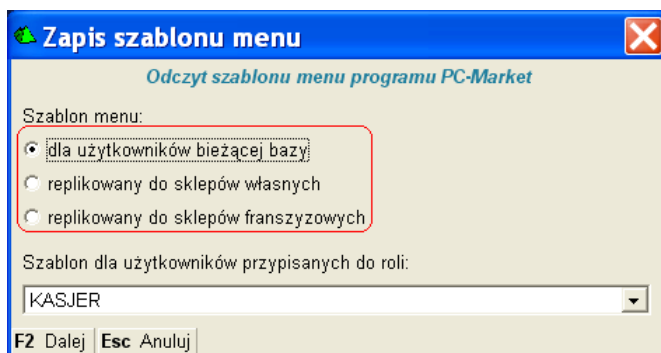 Zapis szablonu menu
Odczyt szablonu menu programu PC-Market
Szablon menu:
dla użytkowników bieżącej bazy
replikowany do sklepów własnych
replikowany do sklepów franszyzowych
Szablon dla użytkowników przypisanych do roli:
KASJER
F2 Dalej Esc Anuluj